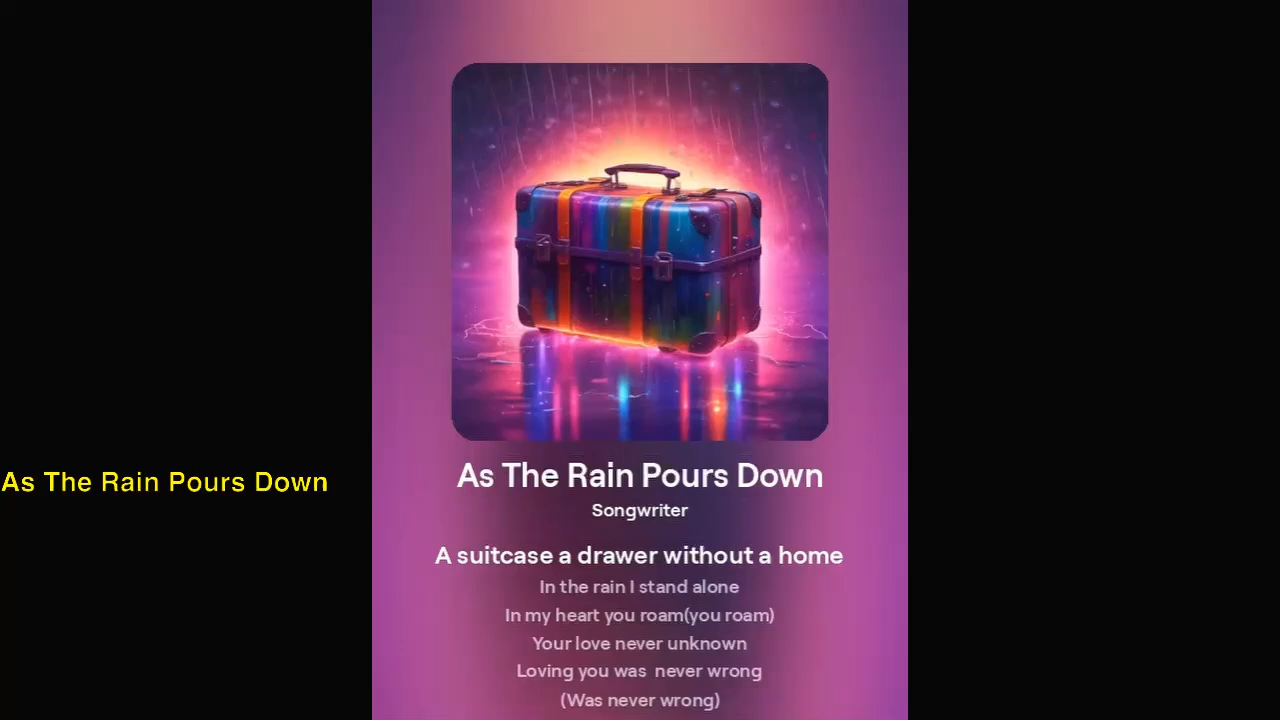 As The Rain Pours Down
As The Rain Pours Down
Songwriter
A suitcase a drawer without a home
In the rain I stand alone
In my heart you roam(you roam)
Your love never unknown
Loving you was never wrong
(Was never wrong)